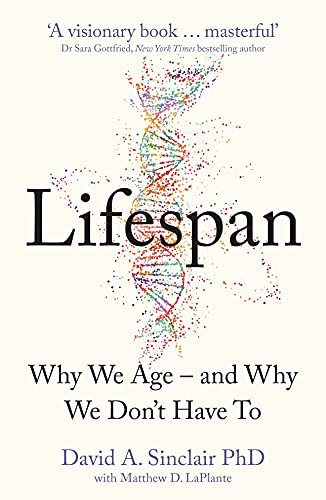 ‘A visionary book ... masterful’
Dr Sara Gottfried, New York Times bestselling author
Lifespan
Why We Age – and Why
We Don’t Have To
David A. Sinclair PhD
with Matthew D. LaPlante